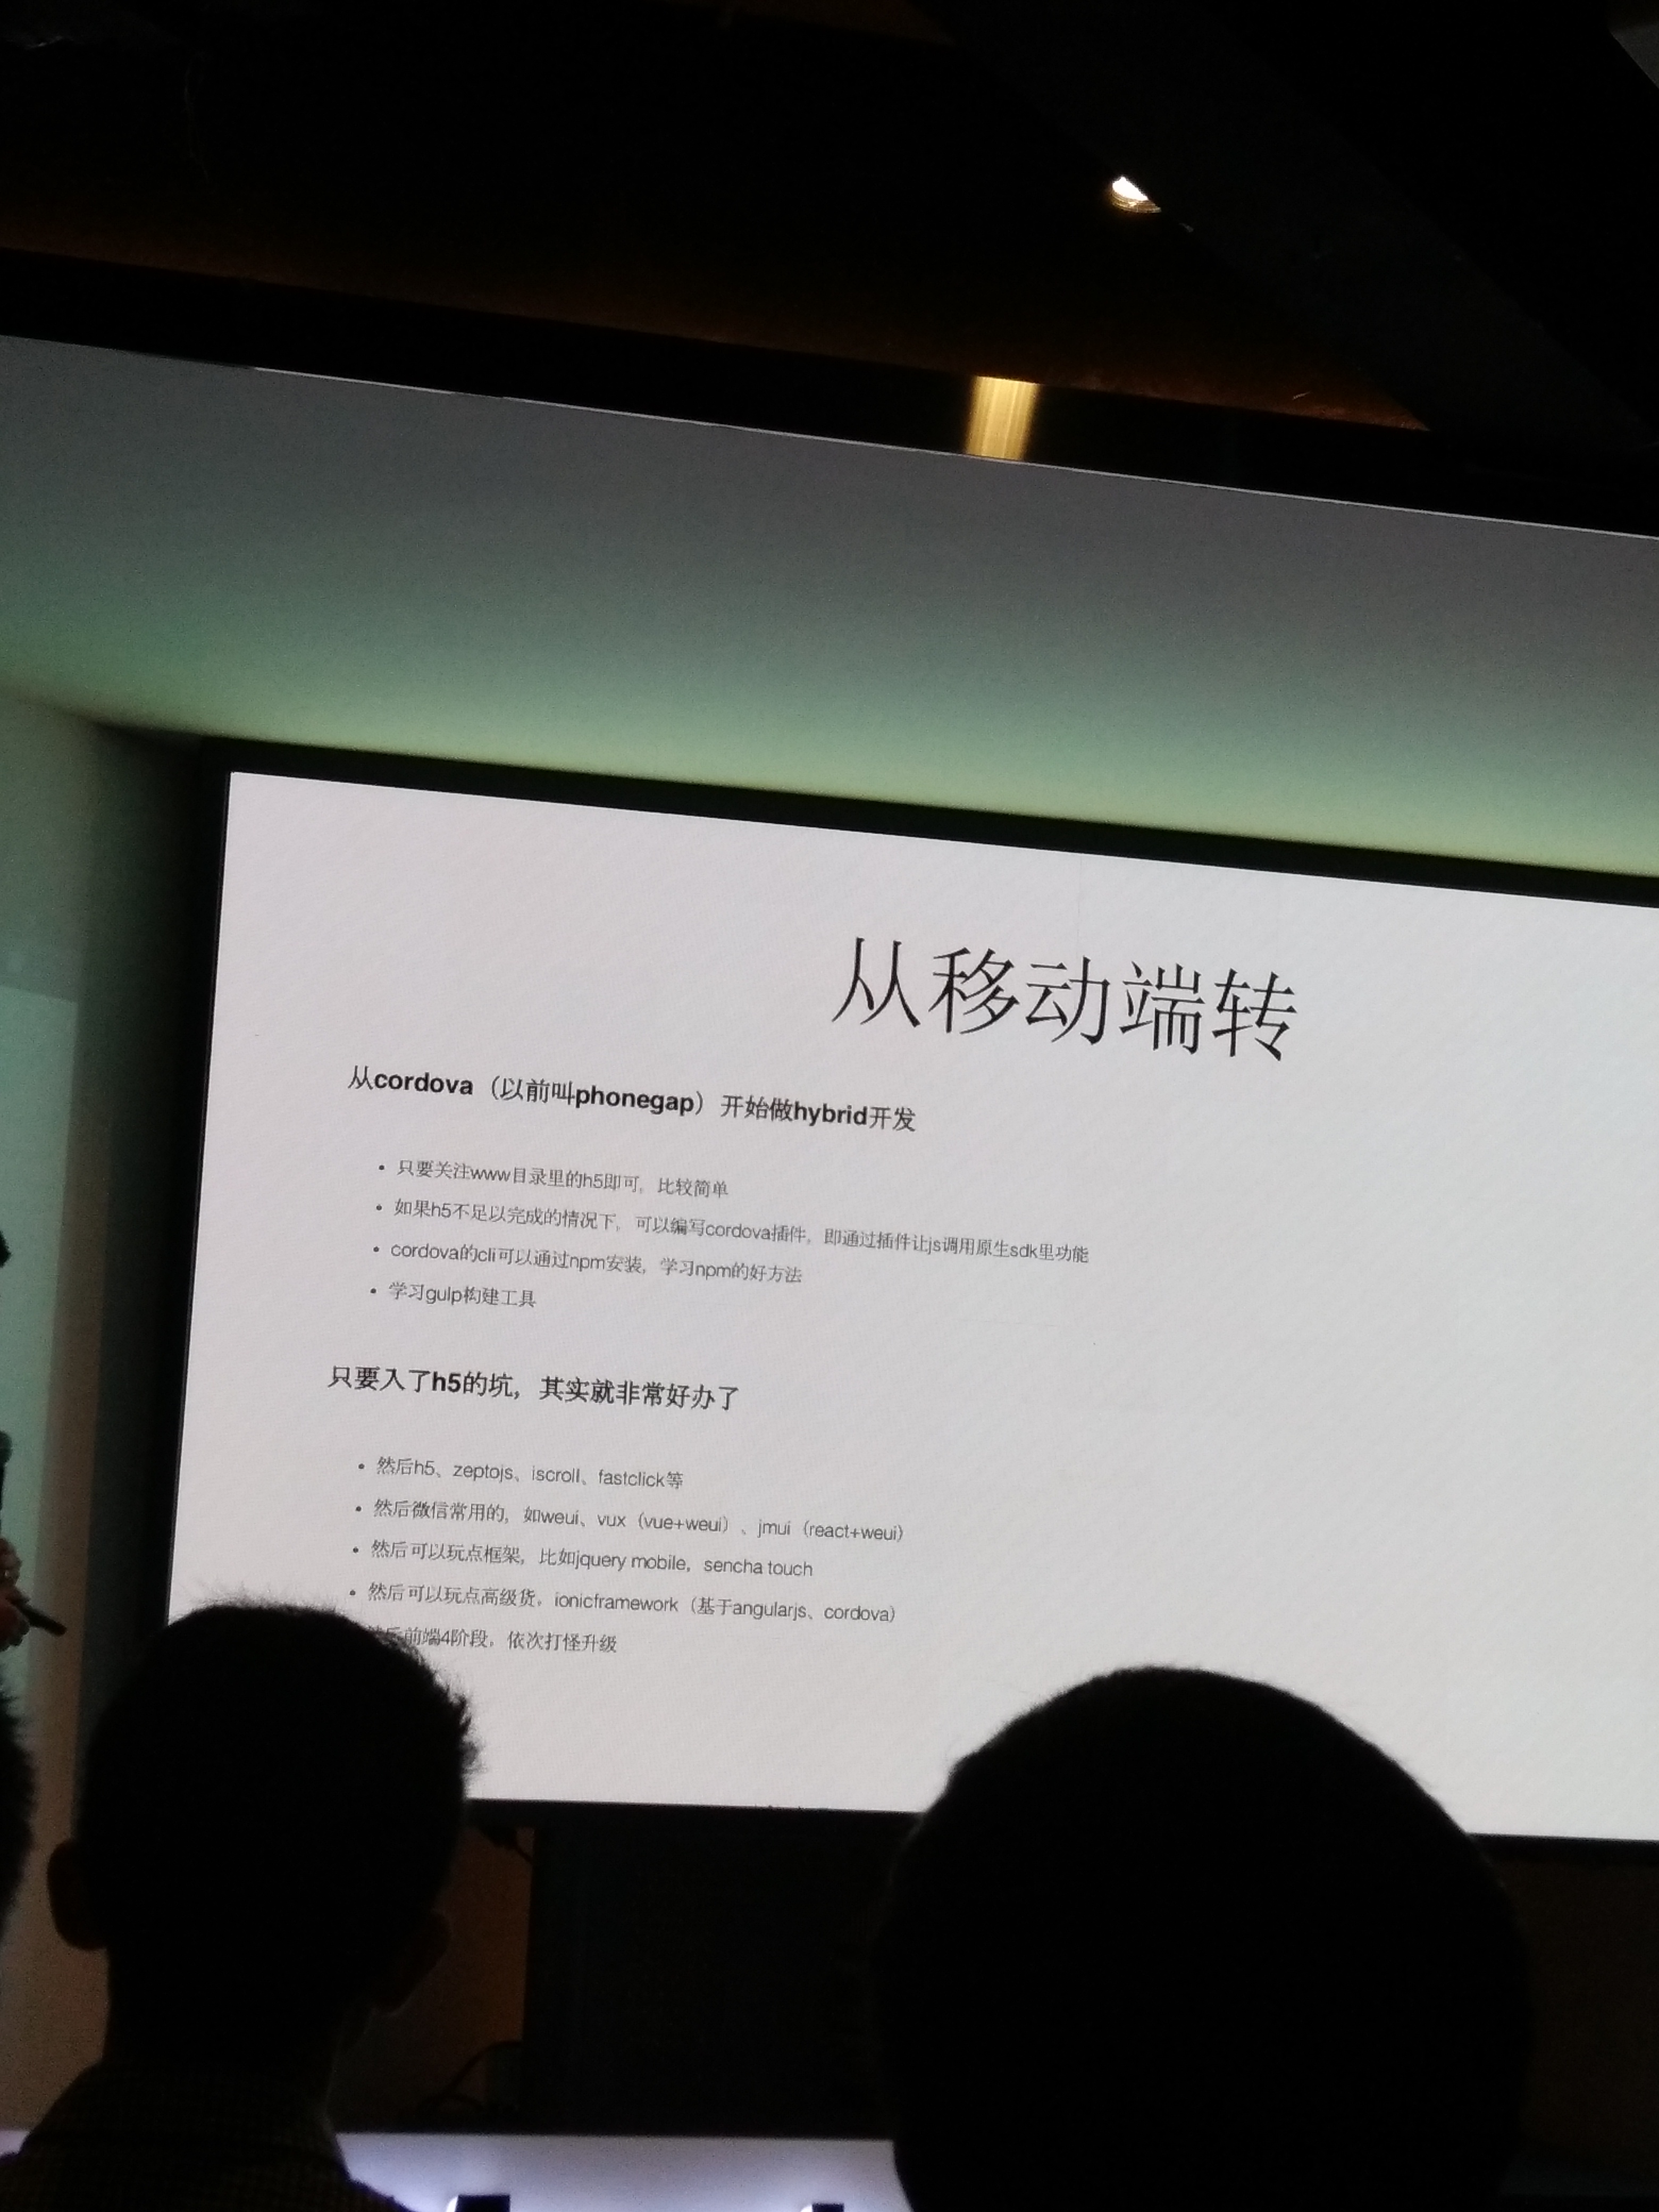 从移动端转
从cordova（以前叫phonegap）开始做hybrid开发
• 只要关注www目录里的h5即可，比较简单
• 如果h5不足以完成的情况下，可以编写cordova插件，即通过插件让js调用原生sdk里功能
• cordova的cli可以通过npm安装，学习npm的好方法
• 学习gulp构建工具
只要入了h5的坑，其实就非常好办了
• 然后h5、zeptojs、iscroll、fastclick等
• 然后微信常用的，如weui、vux（vue+weui）、jmui（react+weui）
• 然后可以玩点框架，比如jquery mobile，sencha touch
• 然后可以玩点高级货，ionicframework（基于angularjs、cordova）
然后前端4阶段，依次打怪升级